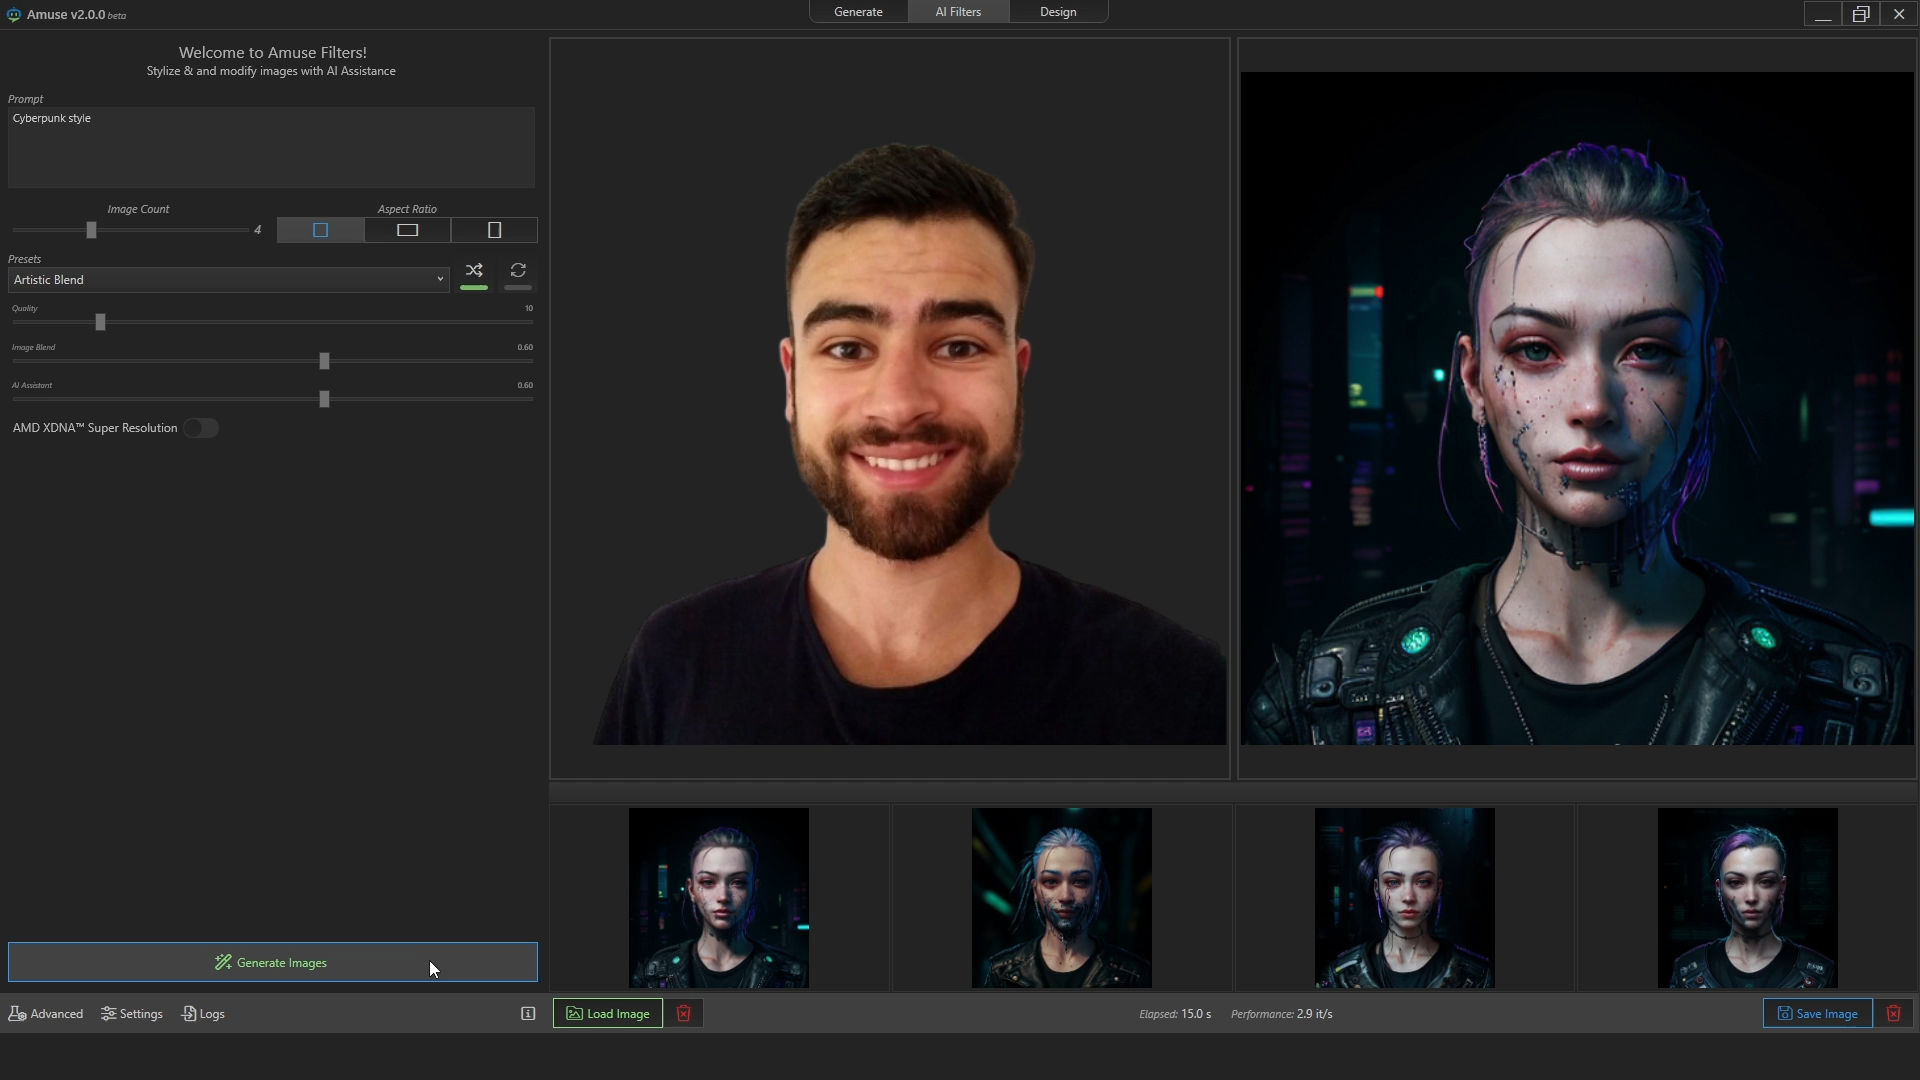 Amuse v2.0.0 beta
Generate
AI Filters
Design
Welcome to Amuse Filters!
Stylize & and modify images with AI Assistance
Prompt
Cyberpunk style
Image Count
Aspect Ratio
4
Presets
Artistic Blend
Quality
10
Image Blend
0.60
AI Assistant
0.60
AMD XDNA™ Super Resolution
Generate Images
Advanced
Settings
Logs
Load Image
Elapsed: 15.0 s
Performance: 2.9 it/s
Save Image